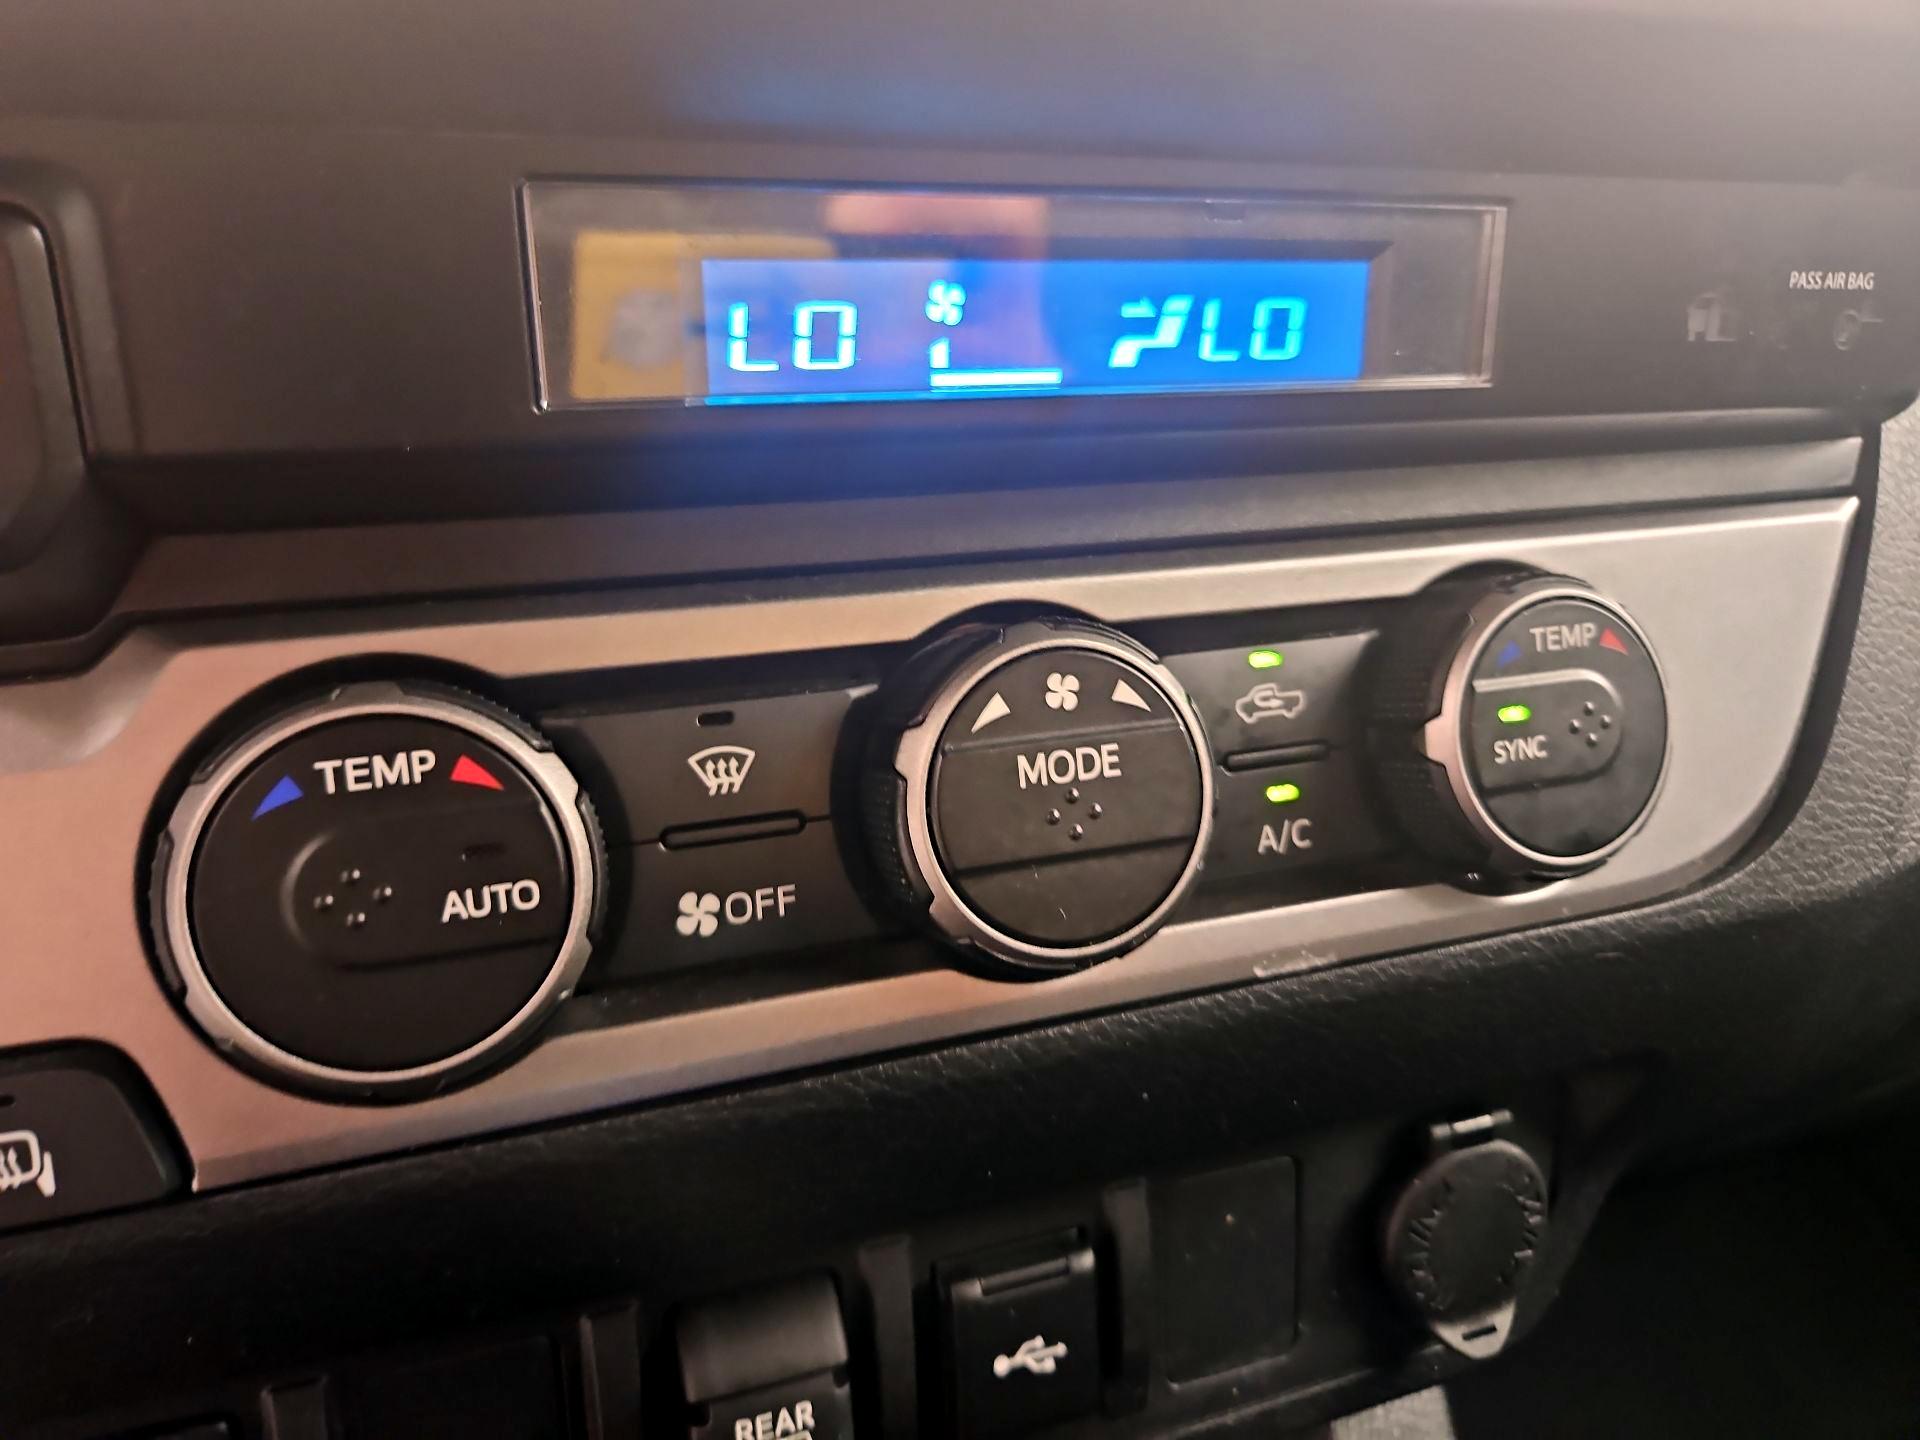 LO
LO
PASS AIR BAG
TEMP
AUTO
OFF
MODE
A/C
TEMP
SYNC
REAR